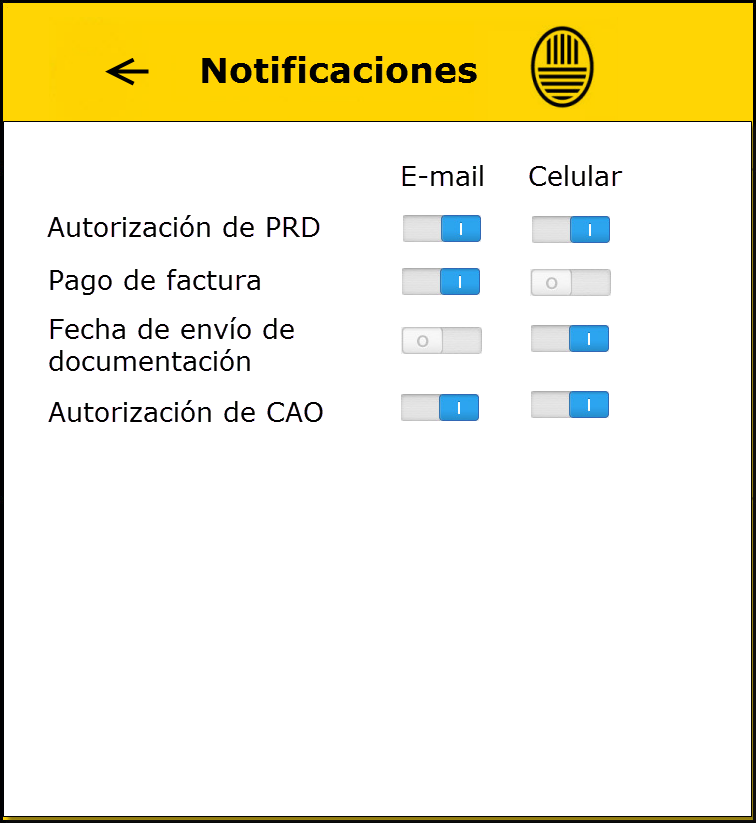 Notificaciones
E-mail Celular
Autorización de PRD I I
Pago de factura I O
Fecha de envío de
documentación O I
Autorización de CAO I I